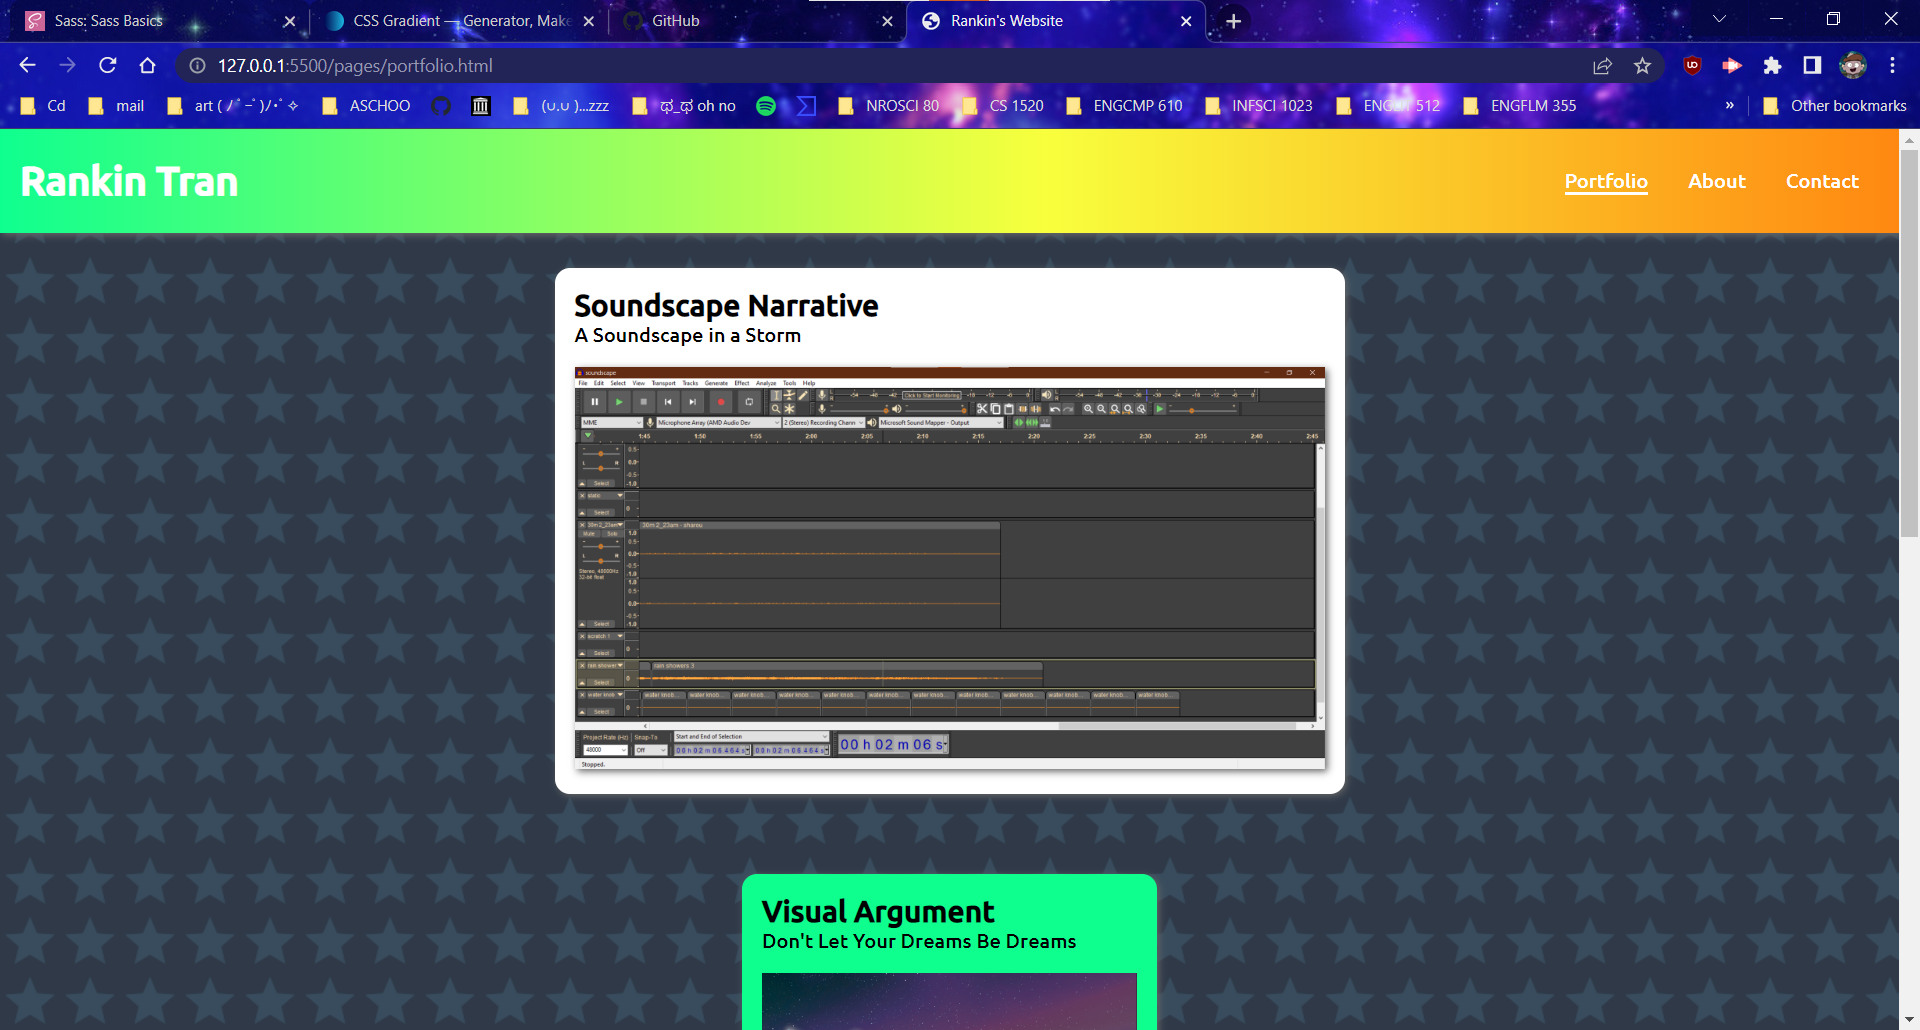 Sass: Sass Basics
CSS Gradient — Generator, Make
GitHub
Rankin's Website
127.0.0.1:5500/pages/portfolio.html
Cd
mail
art ( ﾉ ﾟｰﾟ)ﾉ･ﾟ✧
ASCHOO
(∪.∪ )...zzz
ಥ_ಥ oh no
NROSCI 80
CS 1520
ENGCMP 610
INFSCI 1023
ENGLIT 512
ENGFLM 355
»
Other bookmarks
Rankin Tran
Portfolio
About
Contact
Soundscape Narrative
A Soundscape in a Storm
soundscape
File Edit Select View Transport Tracks Generate Effect Analyze Tools Help
Click to Start Monitoring
MME
Microphone Array (AMD Audio Dev
2 (Stereo) Recording Chann
Microsoft Sound Mapper - Output
1:45 1:50 1:55 2:00 2:05 2:10 2:15 2:20 2:25 2:30 2:35 2:40 2:45
Select
static
Select
30m 2_23am - sharou
Mute Solo
Stereo, 48000Hz
32-bit float
Select
scratch 1
Select
rain shower
rain showers 3
Select
water knob
water knob... water knob... water knob... water knob... water knob... water knob... water knob... water knob... water knob... water knob... water knob... water knob...
Select
Project Rate (Hz)
Snap-To
Start and End of Selection
48000
Off
00 h 02 m 06.464 s
00 h 02 m 06.464 s
00 h 02 m 06 s
Stopped.
Visual Argument
Don't Let Your Dreams Be Dreams